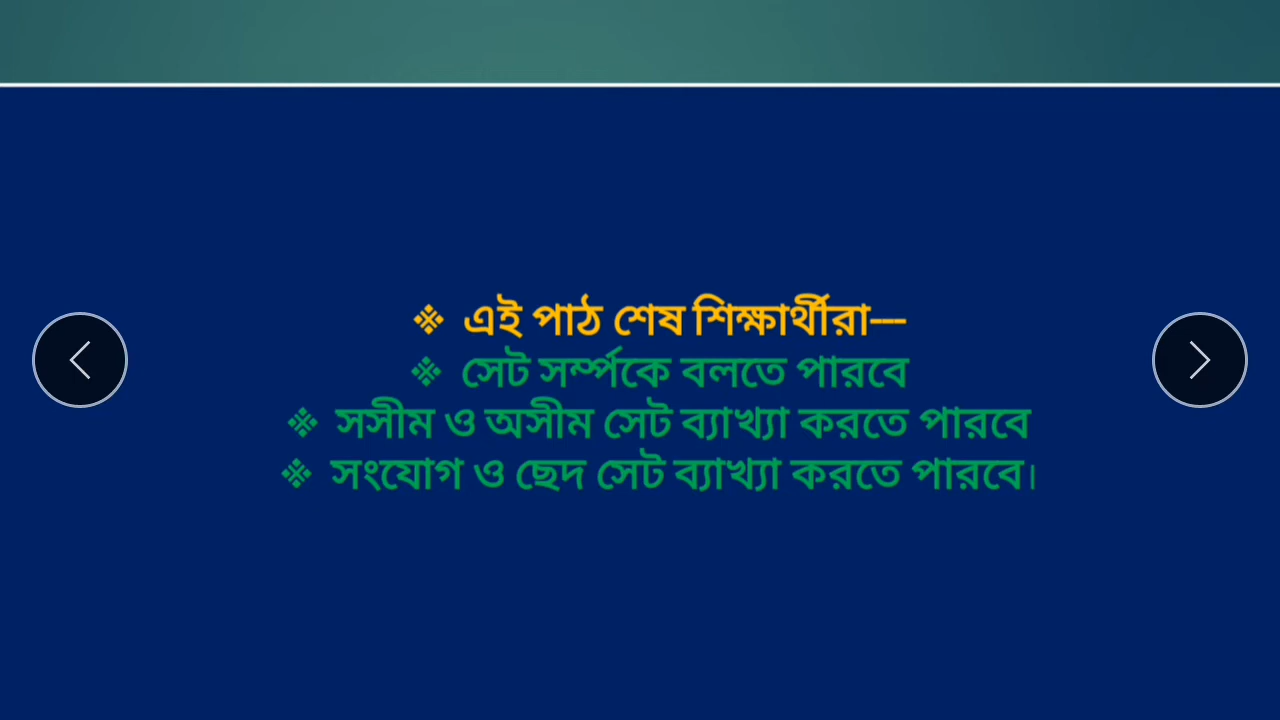 ❖ এই পাঠ শেষ শিক্ষার্থীরা---
❖ সেট সর্ম্পকে বলতে পারবে
❖ সসীম ও অসীম সেট ব্যাখ্যা করতে পারবে
❖ সংযোগ ও ছেদ সেট ব্যাখ্যা করতে পারবে।